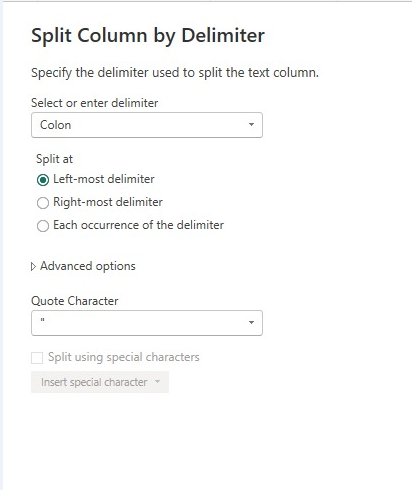 Split Column by Delimiter
Specify the delimiter used to split the text column.
Select or enter delimiter
Colon
Split at
Left-most delimiter
Right-most delimiter
Each occurrence of the delimiter
Advanced options
Quote Character
"
Split using special characters
Insert special character